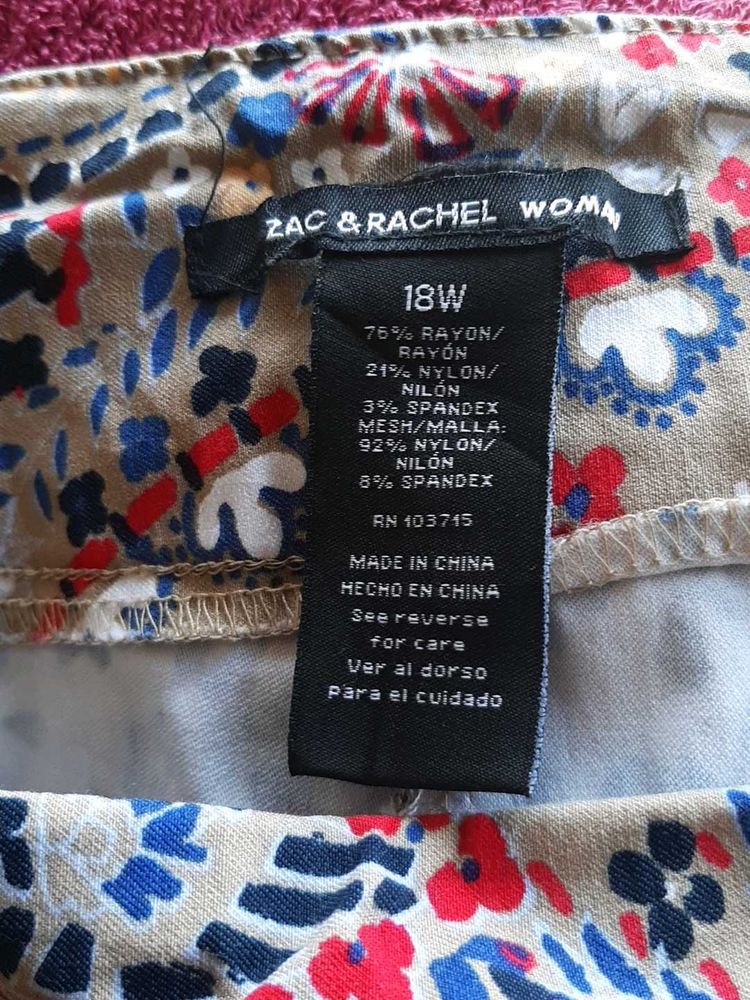 ZAC & RACHEL WOMAN
18W
76% RAYON/
RAYÓN
21% NYLON/
NILÓN
3% SPANDEX
MESH/MALLA:
92% NYLON/
NILÓN
8% SPANDEX
RN 103715
MADE IN CHINA
HECHO EN CHINA
See reverse
for care
Ver al dorso
para el cuidado